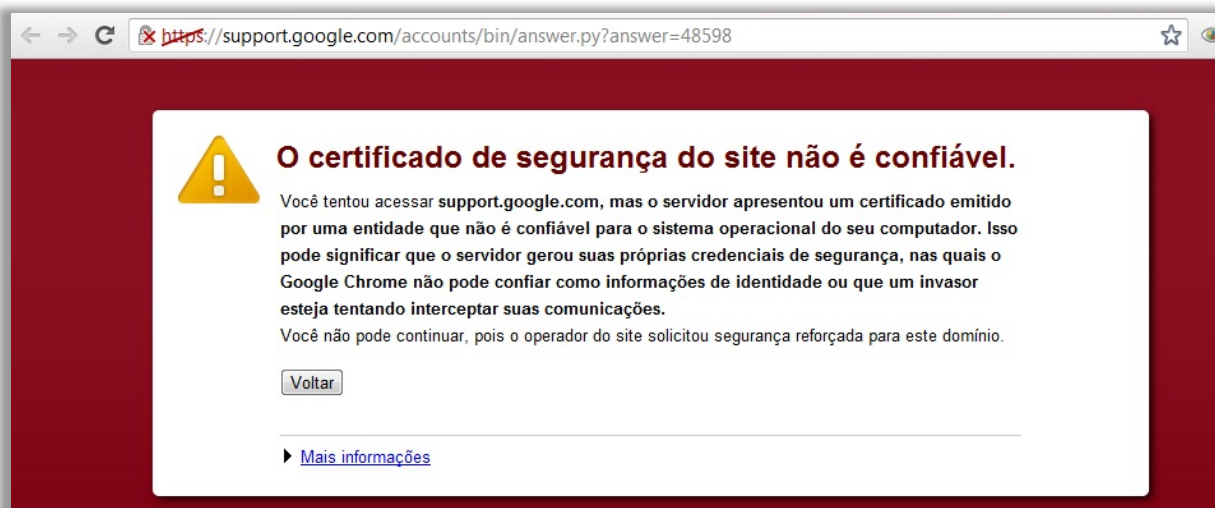 https://support.google.com/accounts/bin/answer.py?answer=48598
O certificado de segurança do site não é confiável.
Você tentou acessar support.google.com, mas o servidor apresentou um certificado emitido
por uma entidade que não é confiável para o sistema operacional do seu computador. Isso
pode significar que o servidor gerou suas próprias credenciais de segurança, nas quais o
Google Chrome não pode confiar como informações de identidade ou que um invasor
esteja tentando interceptar suas comunicações.
Você não pode continuar, pois o operador do site solicitou segurança reforçada para este domínio.
Voltar
Mais informações